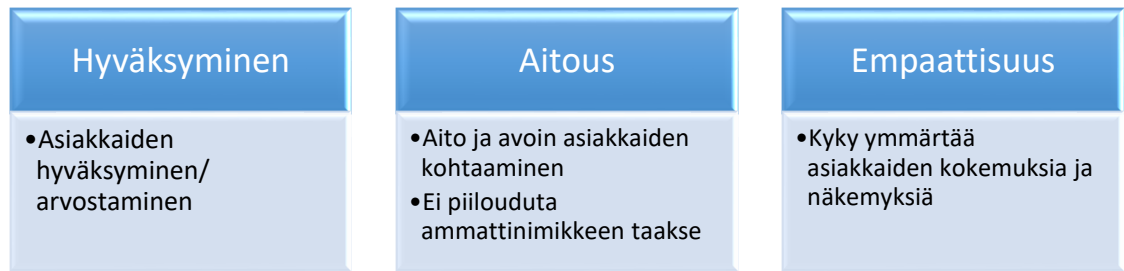 Hyväksyminen
•Asiakkaiden
hyväksyminen/
arvostaminen
Aitous
•Aito ja avoin asiakkaiden
kohtaaminen
•Ei piilouduta
ammattinimikkeen taakse
Empaattisuus
•Kyky ymmärtää
asiakkaiden kokemuksia ja
näkemyksiä